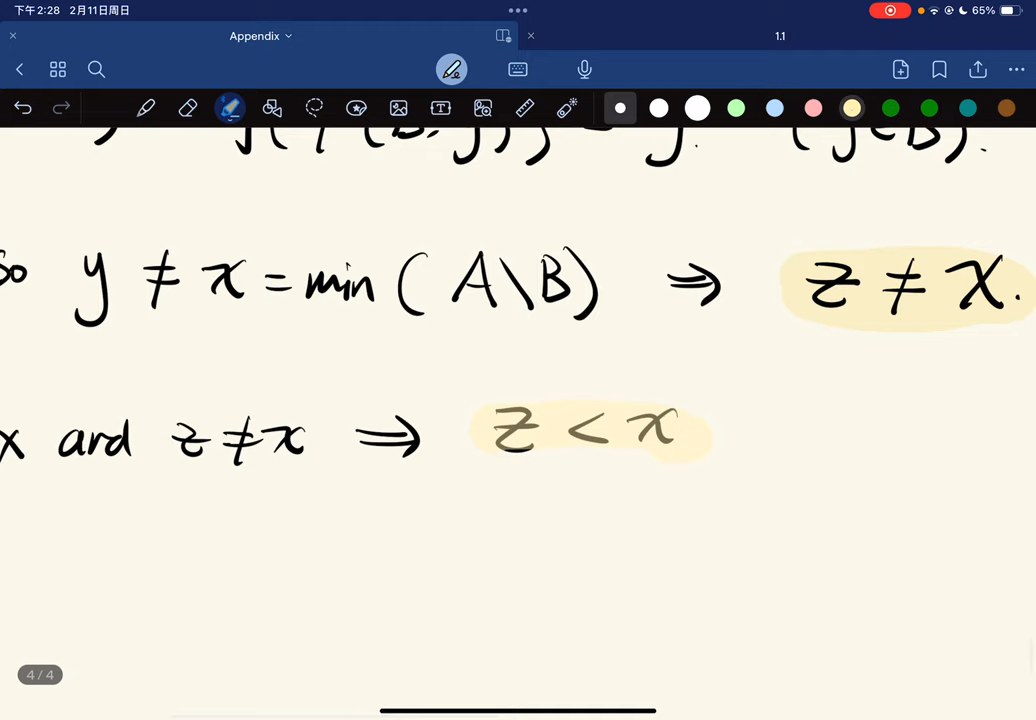 下午2:28 2月11日周日
65%
Appendix
1.1
(y∈B).
So y ≠ x = min ( A\B) ⇒ z ≠ x.
x and z ≠ x ⇒ z < x
4 / 4